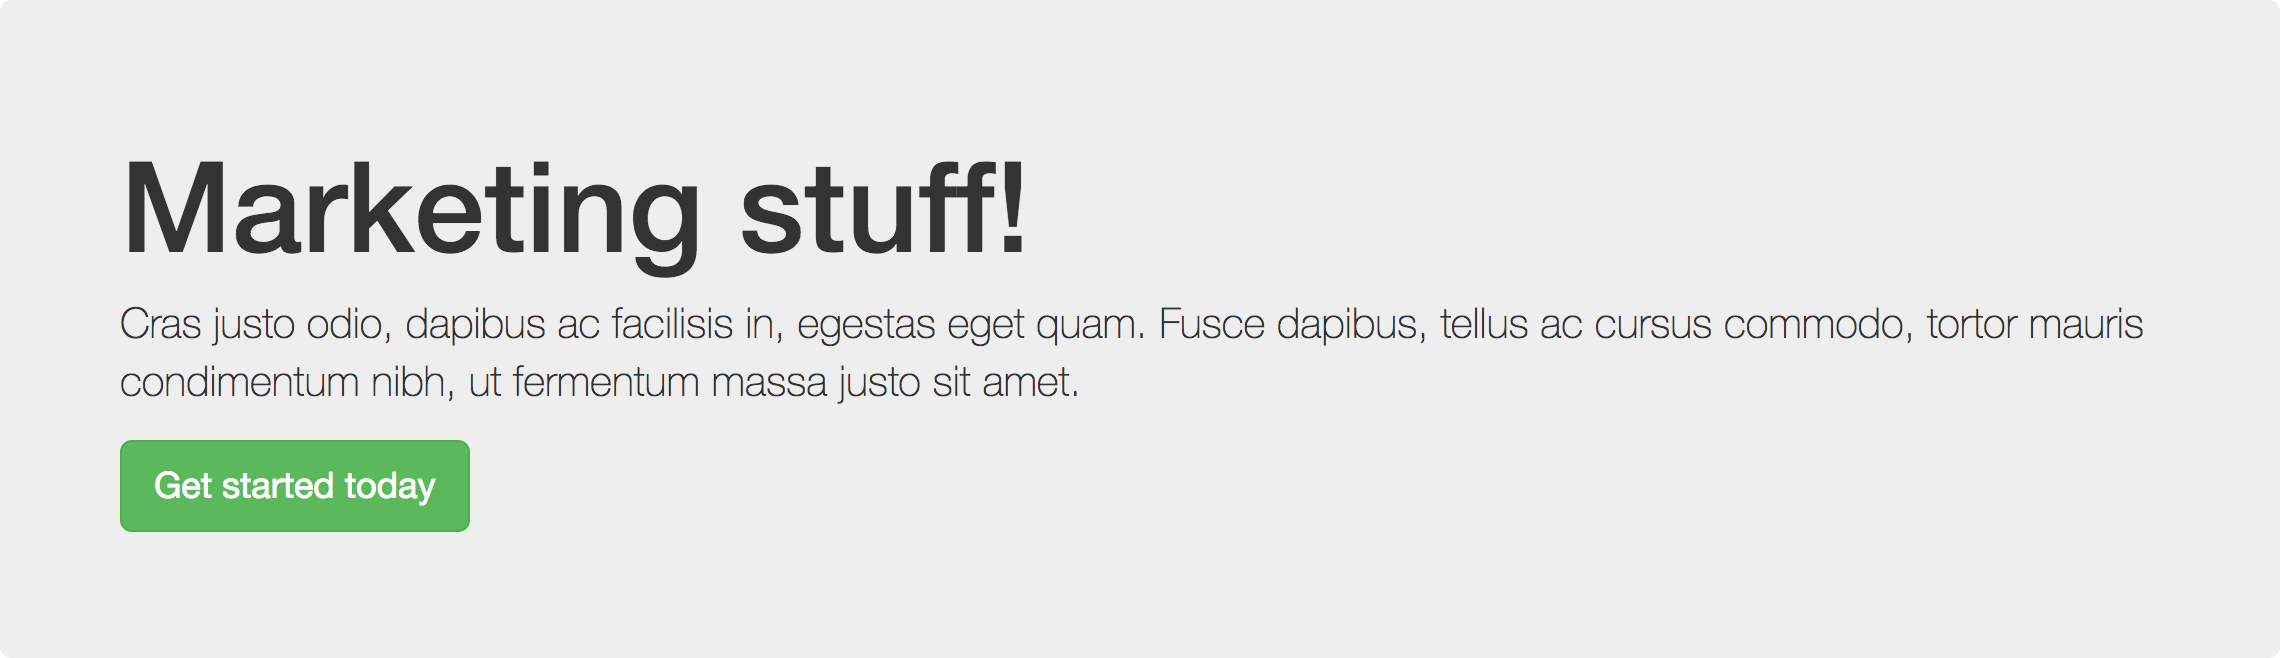 Marketing stuff!
Cras justo odio, dapibus ac facilisis in, egestas eget quam. Fusce dapibus, tellus ac cursus commodo, tortor mauris
condimentum nibh, ut fermentum massa justo sit amet.
Get started today